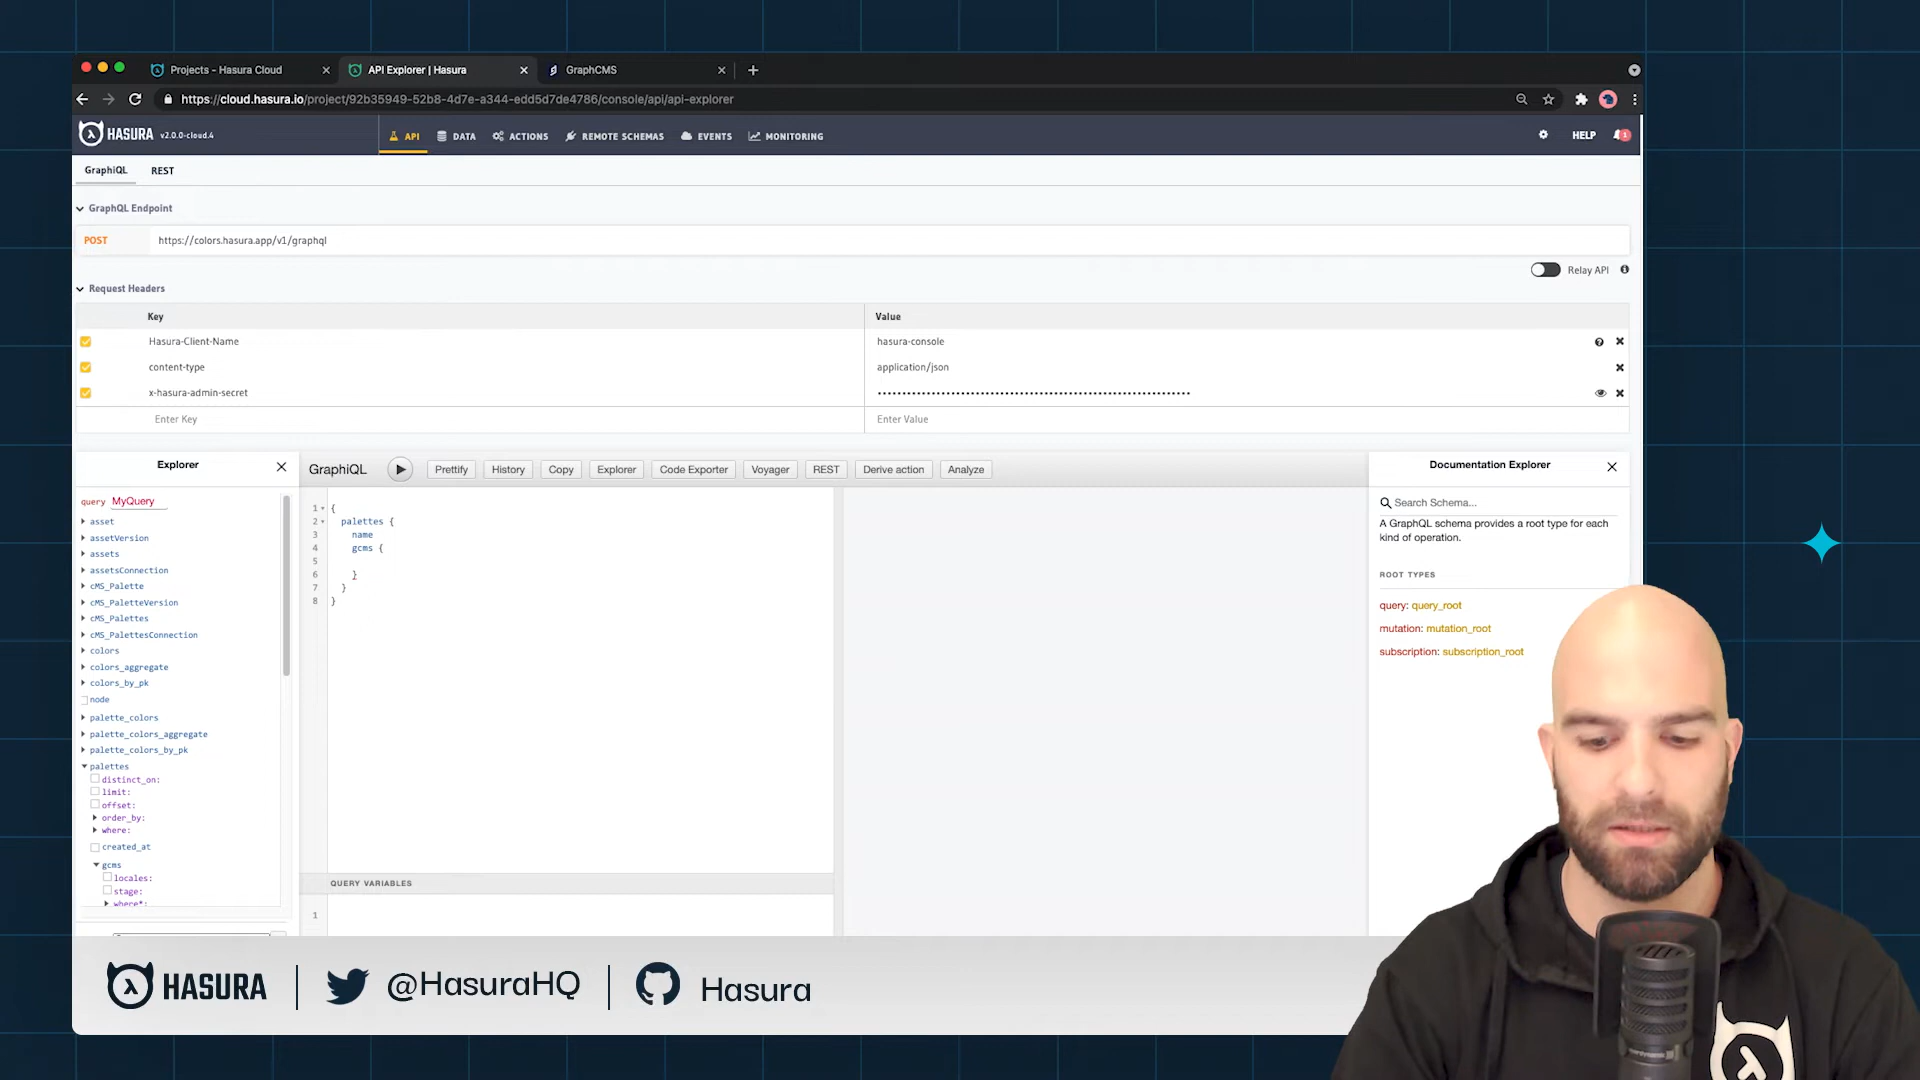 Projects - Hasura Cloud
API Explorer | Hasura
GraphCMS
https://cloud.hasura.io/project/92b35949-52b8-4d7e-a344-edd5d7de4786/console/api/api-explorer
HASURA v2.0.0-cloud.4
API
DATA
ACTIONS
REMOTE SCHEMAS
EVENTS
MONITORING
HELP
1
GraphiQL
REST
GraphQL Endpoint
POST
https://colors.hasura.app/v1/graphql
Relay API
Request Headers
Key
Value
Hasura-Client-Name
hasura-console
content-type
application/json
x-hasura-admin-secret
Enter Key
Enter Value
Explorer
GraphiQL
Prettify
History
Copy
Explorer
Code Exporter
Voyager
REST
Derive action
Analyze
Documentation Explorer
query MyQuery
asset
assetVersion
assets
assetsConnection
cMS_Palette
cMS_PaletteVersion
cMS_Palettes
cMS_PalettesConnection
colors
colors_aggregate
colors_by_pk
node
palette_colors
palette_colors_aggregate
palette_colors_by_pk
palettes
distinct_on:
limit:
offset:
order_by:
where:
created_at
gcms
locales:
stage:
where*:
1 {
2 palettes {
3 name
4 gcms {
5
6 }
7 }
8 }
QUERY VARIABLES
1
Search Schema...
A GraphQL schema provides a root type for each
kind of operation.
ROOT TYPES
query: query_root
mutation: mutation_root
subscription: subscription_root
HASURA
@HasuraHQ
Hasura